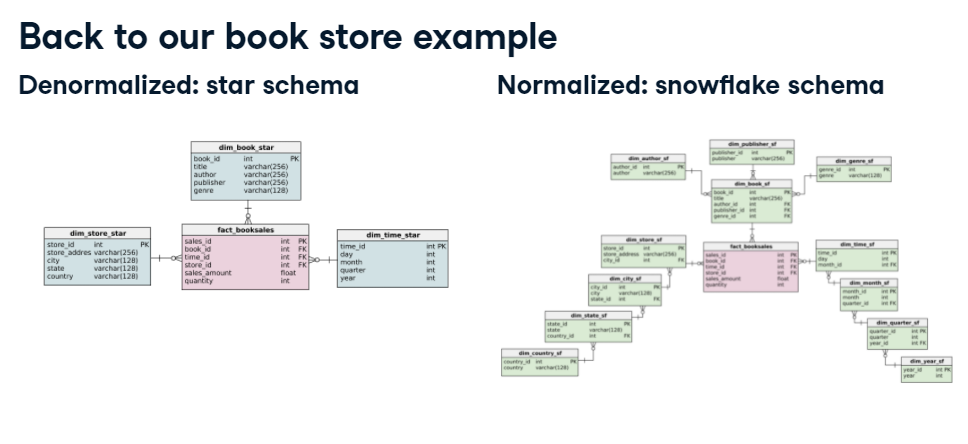 Back to our book store example
Denormalized: star schema
Normalized: snowflake schema
dim_book_star
book_id int PK
title varchar(256)
author varchar(256)
publisher varchar(256)
genre varchar(128)
dim_store_star
store_id int PK
store_addres varchar(256)
city varchar(128)
state varchar(128)
country varchar(128)
fact_booksales
sales_id int PK
book_id int FK
time_id int FK
store_id int FK
sales_amount float
quantity int
dim_time_star
time_id int PK
day int
month int
quarter int
year int
dim_author_sf
author_id int PK
author varchar(256)
dim_publisher_sf
publisher_id int PK
publisher varchar(256)
dim_genre_sf
genre_id int PK
genre varchar(128)
dim_book_sf
book_id int PK
title varchar(256)
author_id int FK
publisher_id int FK
genre_id int FK
dim_store_sf
store_id int PK
store_address varchar(256)
city_id int FK
fact_booksales
sales_id int PK
book_id int FK
time_id int FK
store_id int FK
sales_amount float
quantity int
dim_time_sf
time_id int PK
day int
month_id int FK
dim_city_sf
city_id int PK
city varchar(128)
state_id int FK
dim_month_sf
month_id int PK
month int
quarter_id int FK
dim_state_sf
state_id int PK
state varchar(128)
country_id int FK
dim_quarter_sf
quarter_id int PK
quarter int
year_id int FK
dim_country_sf
country_id int PK
country varchar(128)
dim_year_sf
year_id int PK
year int